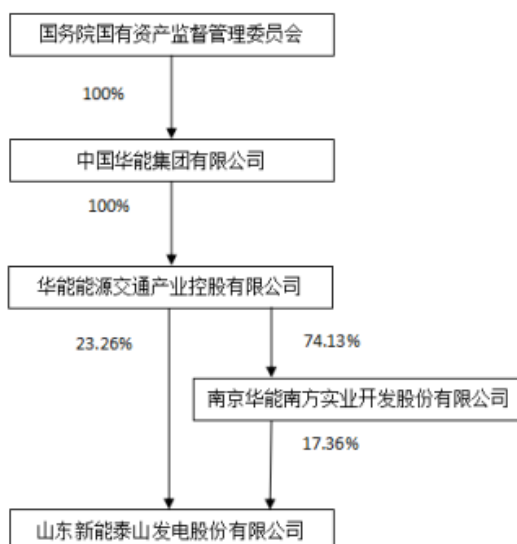 国务院国有资产监督管理委员会
100%
中国华能集团有限公司
100%
华能能源交通产业控股有限公司
23.26%
74.13%
南京华能南方实业开发股份有限公司
17.36%
山东新能泰山发电股份有限公司